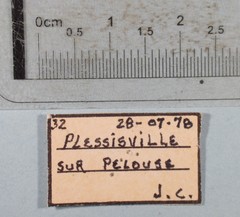 0cm 1 2
0.5 1.5 2.5
32 28-07-78
PLESSISVILLE
SUR PELOUSE
J.C.